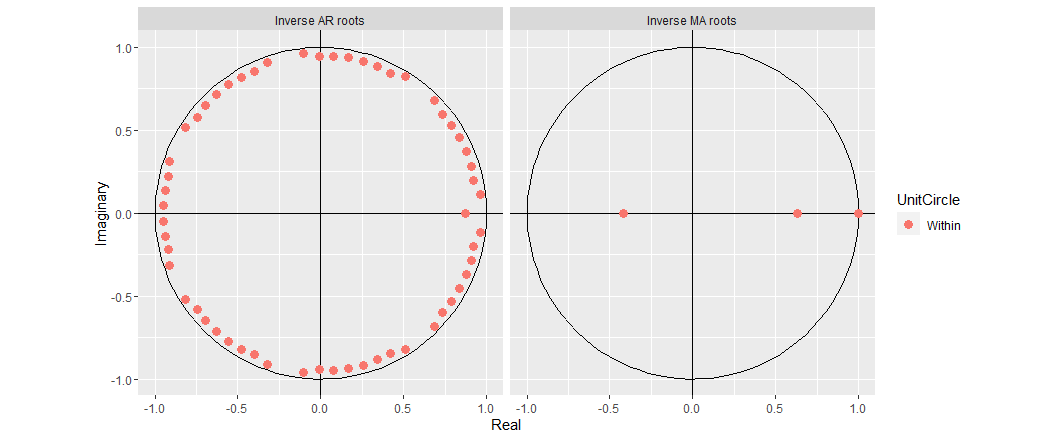 Inverse AR roots
Inverse MA roots
1.0
0.5
0.0
-0.5
-1.0
Imaginary
-1.0 -0.5 0.0 0.5 1.0
-1.0 -0.5 0.0 0.5 1.0
Real
UnitCircle
Within